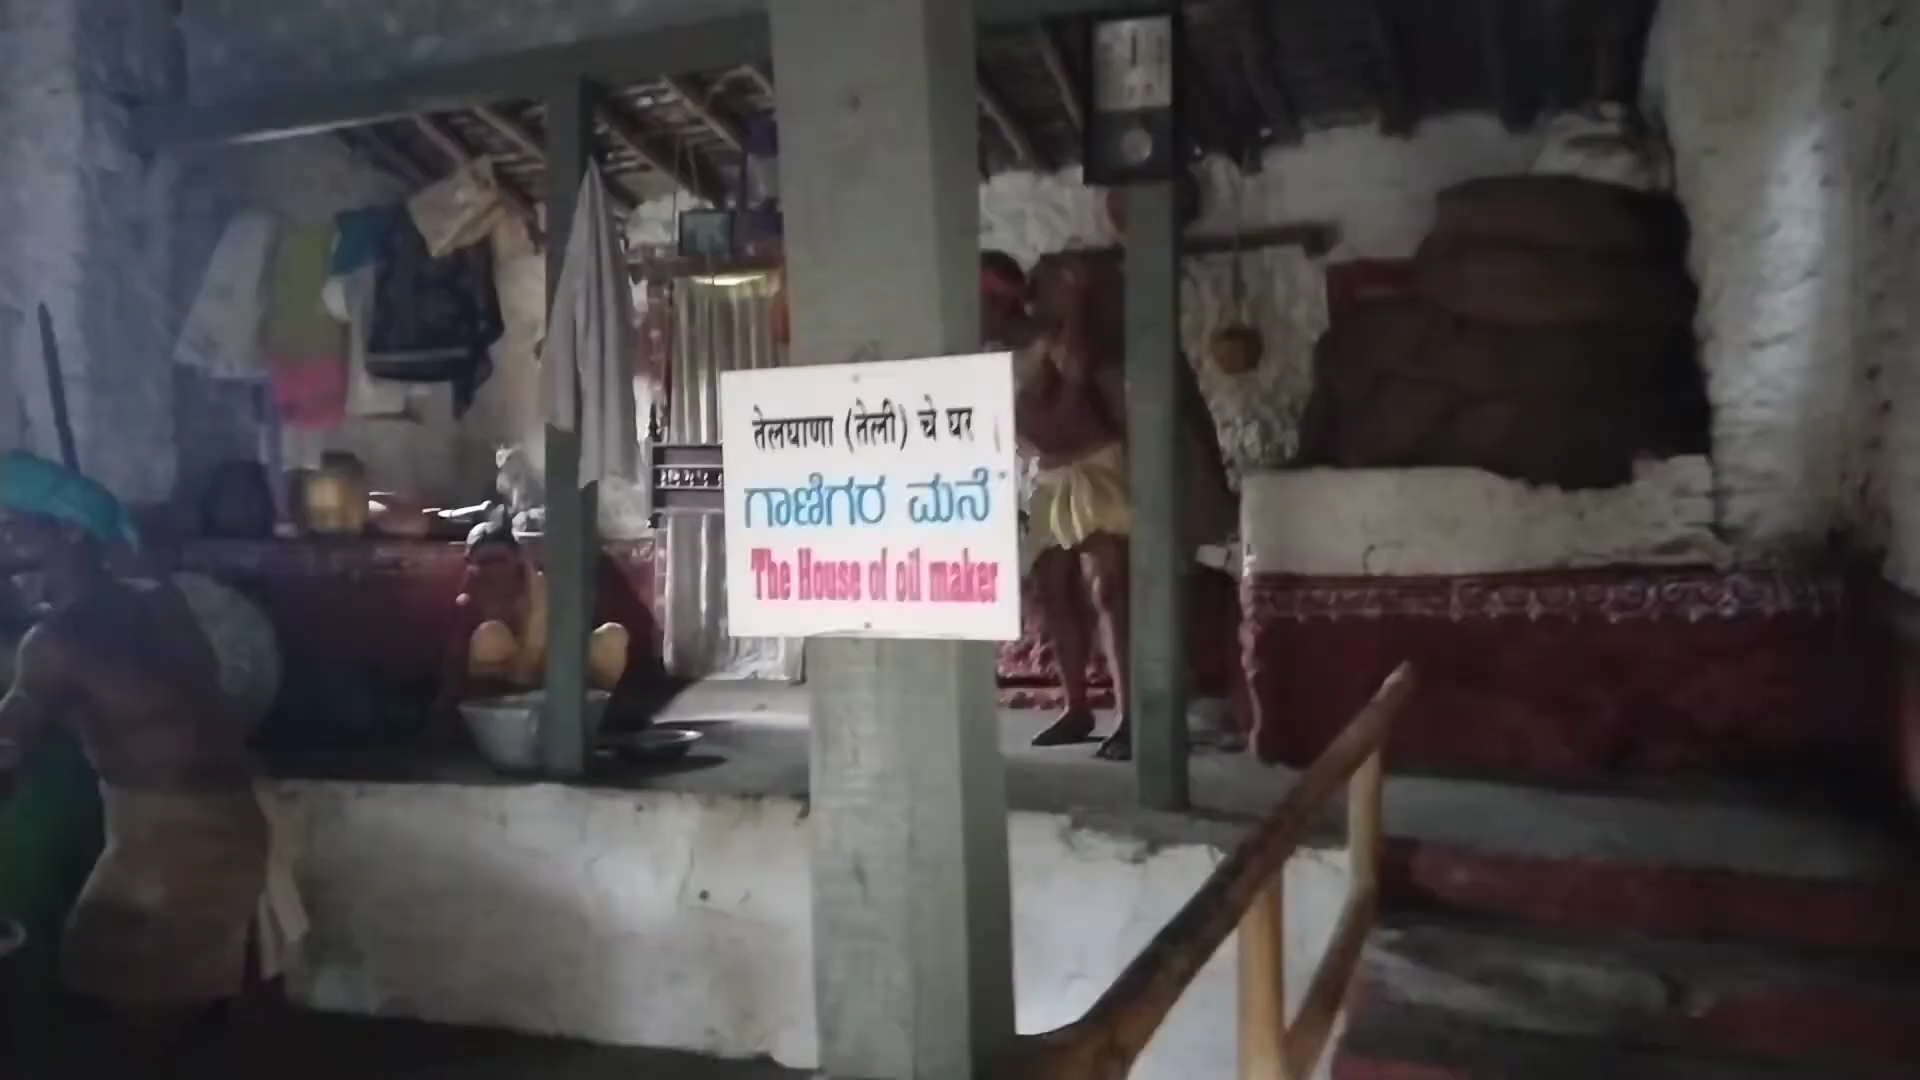 तेलघाणा (तेली) चे घर
ಗಾಣಿಗರ ಮನೆ
The House of oil maker